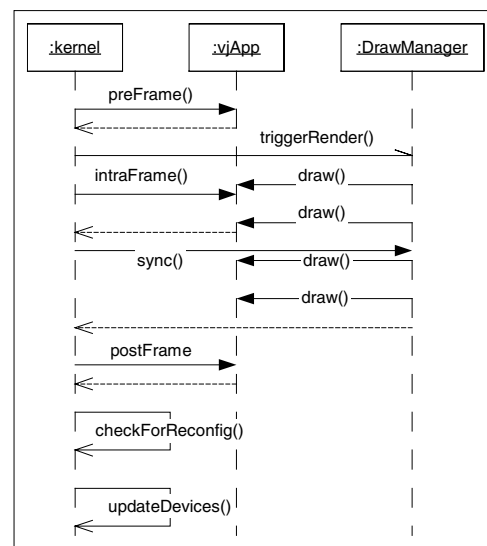 :kernel
:vjApp
:DrawManager
preFrame()
triggerRender()
intraFrame()
draw()
draw()
sync()
draw()
draw()
postFrame
checkForReconfig()
updateDevices()